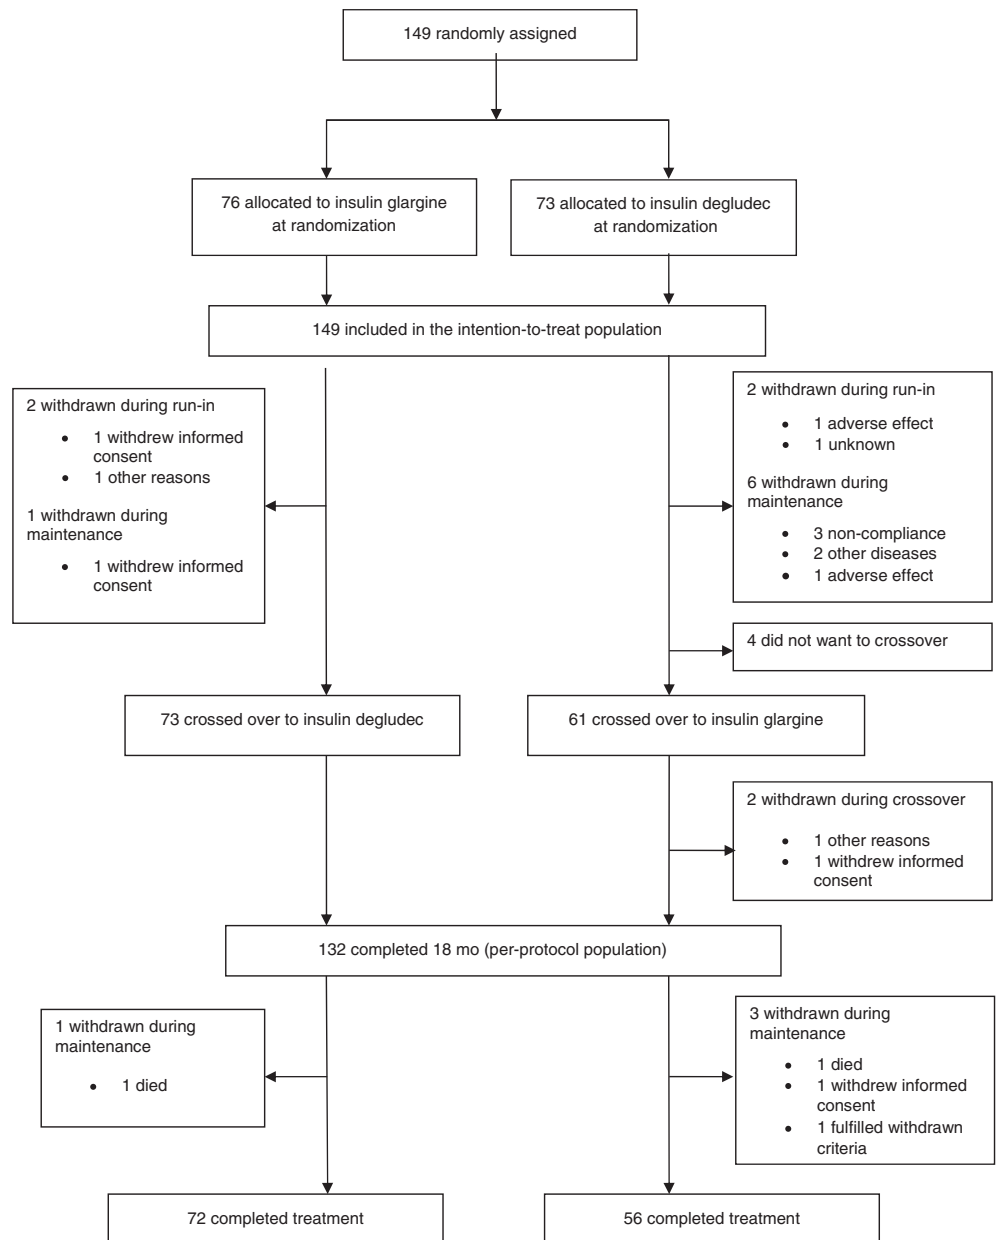 149 randomly assigned
76 allocated to insulin glargine
at randomization
73 allocated to insulin degludec
at randomization
149 included in the intention-to-treat population
2 withdrawn during run-in
• 1 withdrew informed
consent
• 1 other reasons
1 withdrawn during
maintenance
• 1 withdrew informed
consent
2 withdrawn during run-in
• 1 adverse effect
• 1 unknown
6 withdrawn during
maintenance
• 3 non-compliance
• 2 other diseases
• 1 adverse effect
4 did not want to crossover
73 crossed over to insulin degludec
61 crossed over to insulin glargine
2 withdrawn during crossover
• 1 other reasons
• 1 withdrew informed
consent
132 completed 18 mo (per-protocol population)
1 withdrawn during
maintenance
• 1 died
3 withdrawn during
maintenance
• 1 died
• 1 withdrew informed
consent
• 1 fulfilled withdrawn
criteria
72 completed treatment
56 completed treatment